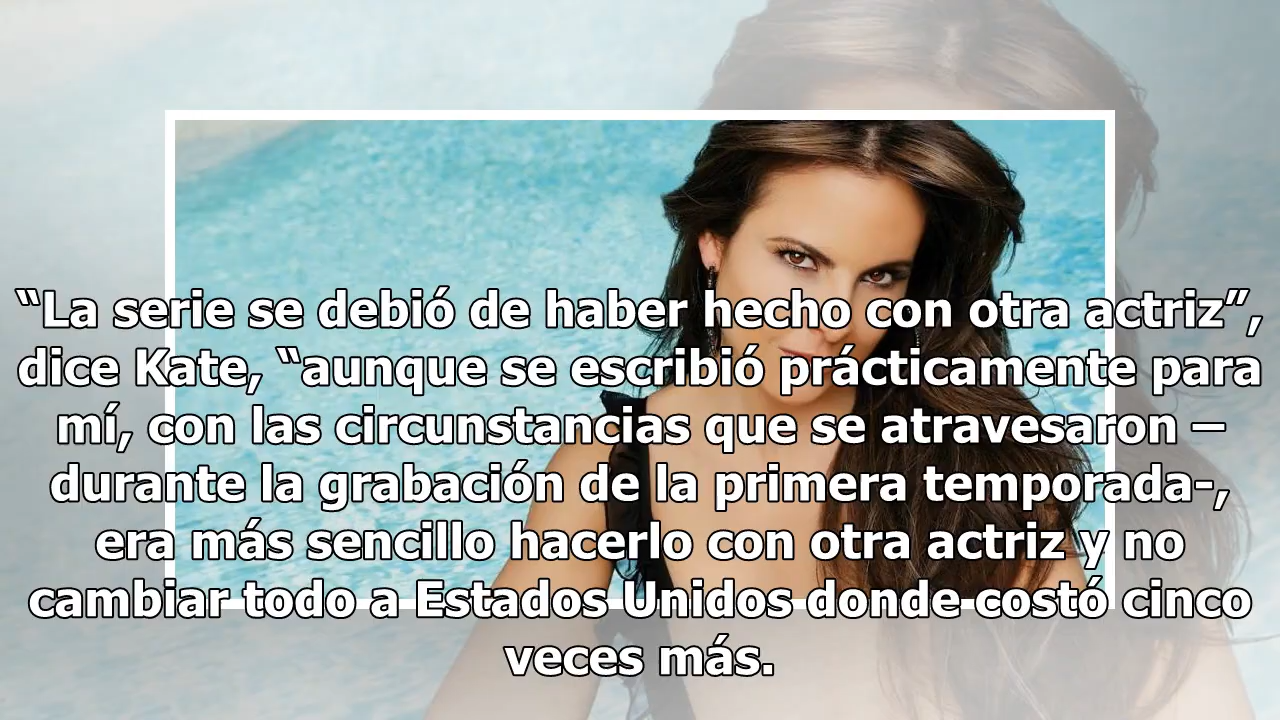 “La serie se debió de haber hecho con otra actriz”,
dice Kate, “aunque se escribió prácticamente para
mí, con las circunstancias que se atravesaron –
durante la grabación de la primera temporada-,
era más sencillo hacerlo con otra actriz y no
cambiar todo a Estados Unidos donde costó cinco
veces más.